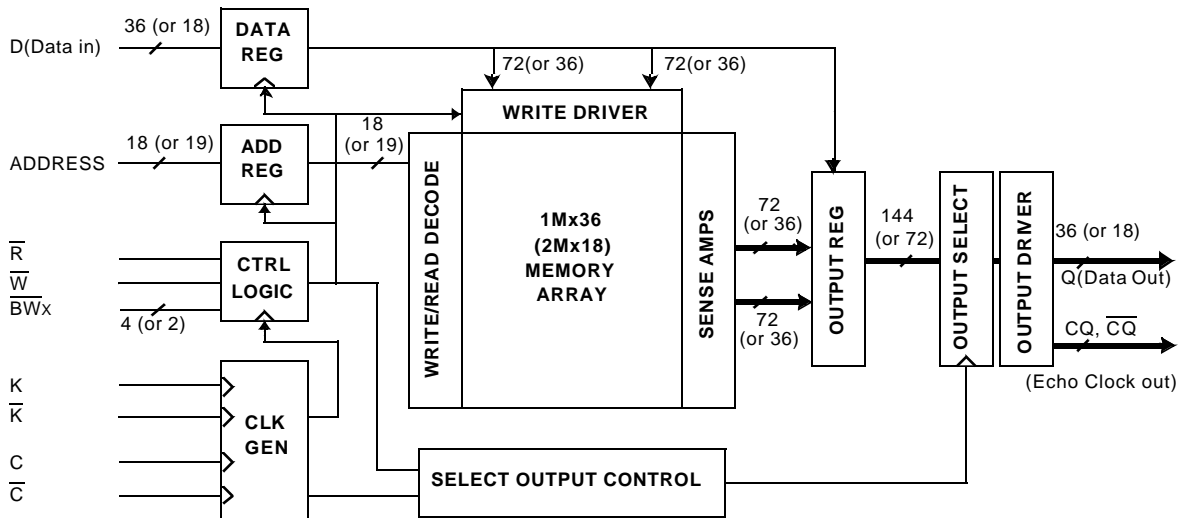 36 (or 18)
D(Data in)
DATA
REG
72(or 36)
72(or 36)
WRITE DRIVER
18 (or 19)
ADDRESS
ADD
REG
18
(or 19)
WRITE/READ DECODE
1Mx36
(2Mx18)
MEMORY
ARRAY
SENSE AMPS
72
(or 36)
72
(or 36)
OUTPUT REG
144
(or 72)
OUTPUT SELECT
OUTPUT DRIVER
36 (or 18)
Q(Data Out)
CQ, C̅Q̅
(Echo Clock out)
R̅
W̅
B̅W̅x
4 (or 2)
CTRL
LOGIC
K
K̅
C
C̅
CLK
GEN
SELECT OUTPUT CONTROL